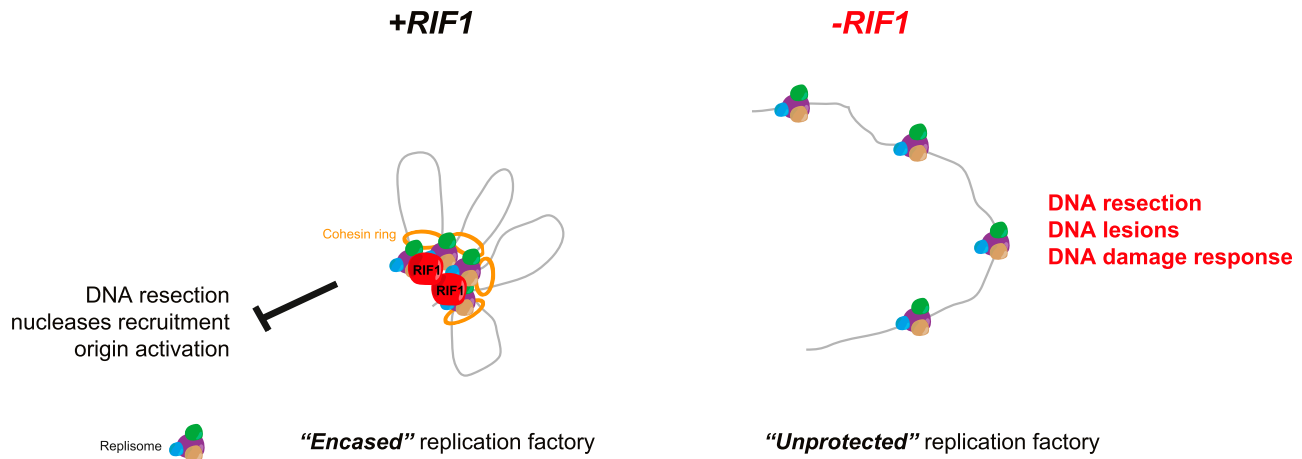 +RIF1
-RIF1
Cohesin ring
RIF1
RIF1
DNA resection
nucleases recruitment
origin activation
DNA resection
DNA lesions
DNA damage response
Replisome
“Encased” replication factory
“Unprotected” replication factory